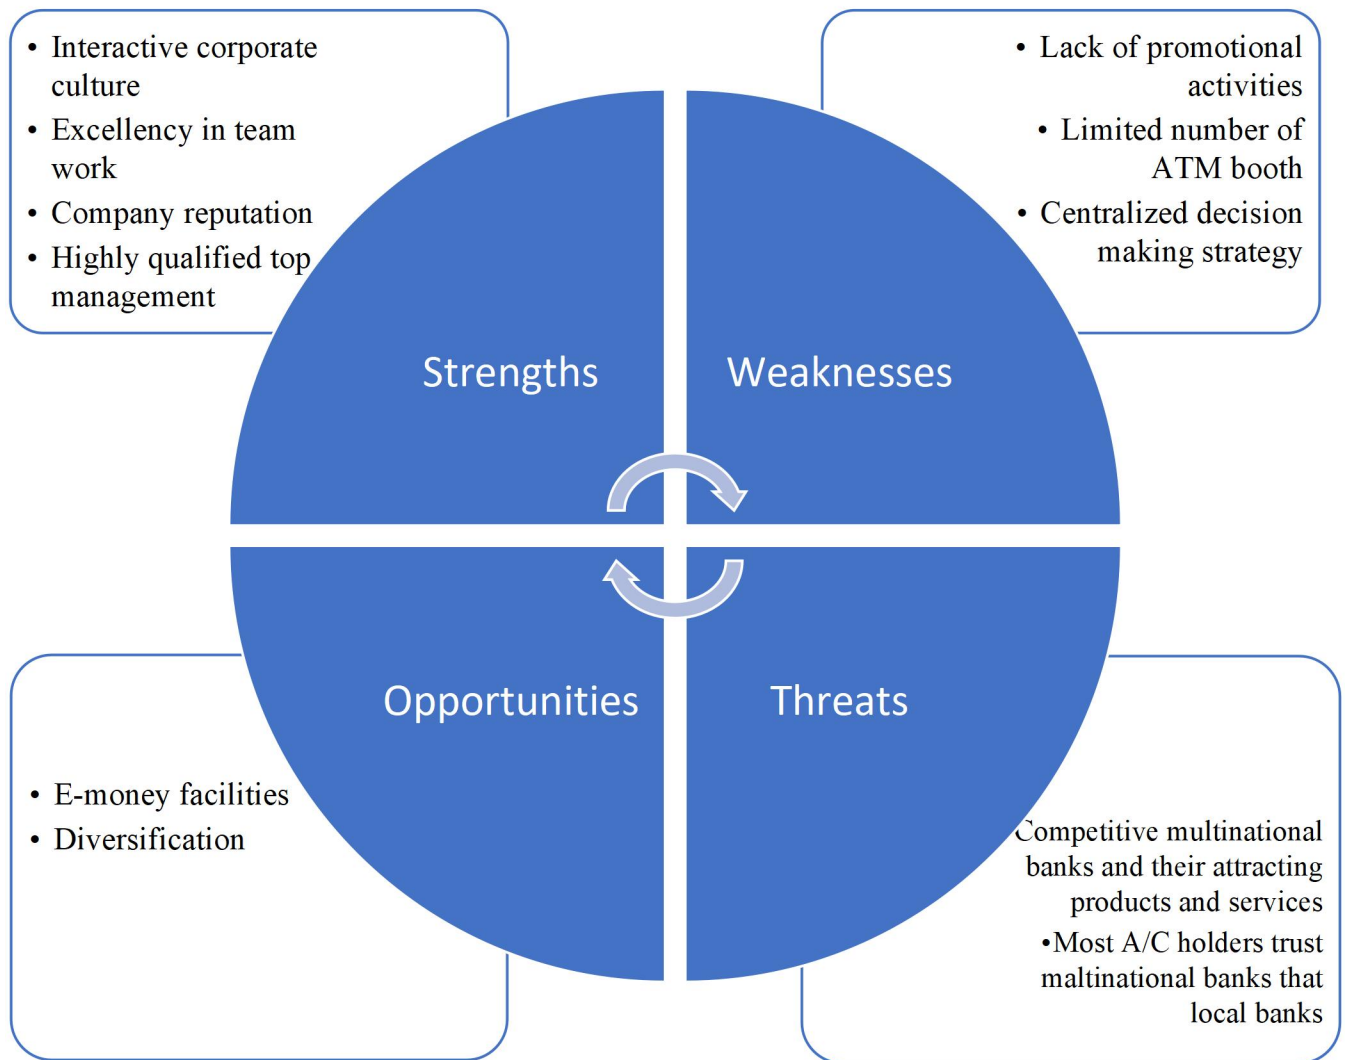 • Interactive corporate
culture
• Excellency in team
work
• Company reputation
• Highly qualified top
management
• Lack of promotional
activities
• Limited number of
ATM booth
• Centralized decision
making strategy
Strengths
Weaknesses
Opportunities
Threats
• E-money facilities
• Diversification
Competitive multinational
banks and their attracting
products and services
•Most A/C holders trust
maltinational banks that
local banks